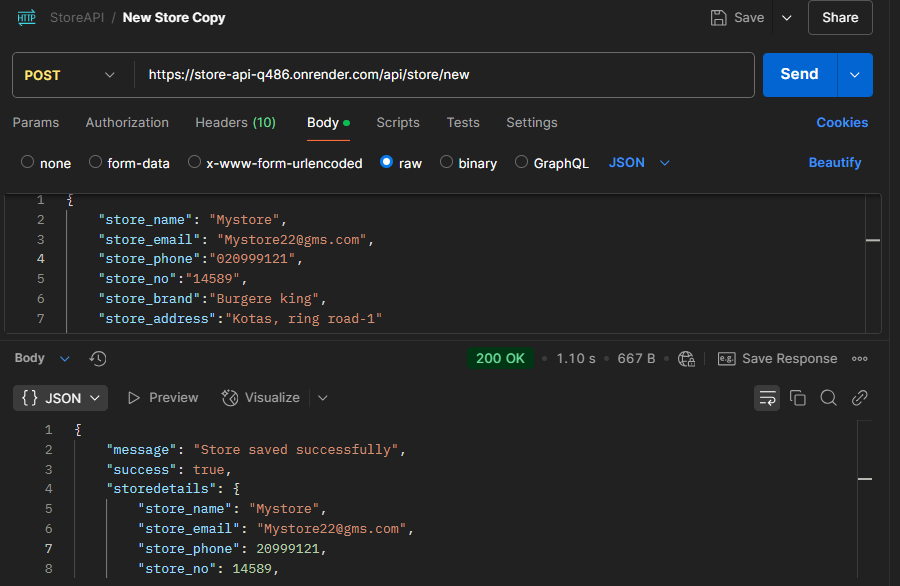 HTTP StoreAPI / New Store Copy Save Share
POST https://store-api-q486.onrender.com/api/store/new Send
Params Authorization Headers (10) Body Scripts Tests Settings Cookies
none form-data x-www-form-urlencoded raw binary GraphQL JSON Beautify
1 {
2 "store_name": "Mystore",
3 "store_email": "Mystore22@gms.com",
4 "store_phone":"020999121",
5 "store_no":"14589",
6 "store_brand":"Burgere king",
7 "store_address":"Kotas, ring road-1"
Body 200 OK • 1.10 s • 667 B • e.g. Save Response
{} JSON Preview Visualize
1 {
2 "message": "Store saved successfully",
3 "success": true,
4 "storedetails": {
5 "store_name": "Mystore",
6 "store_email": "Mystore22@gms.com",
7 "store_phone": 20999121,
8 "store_no": 14589,